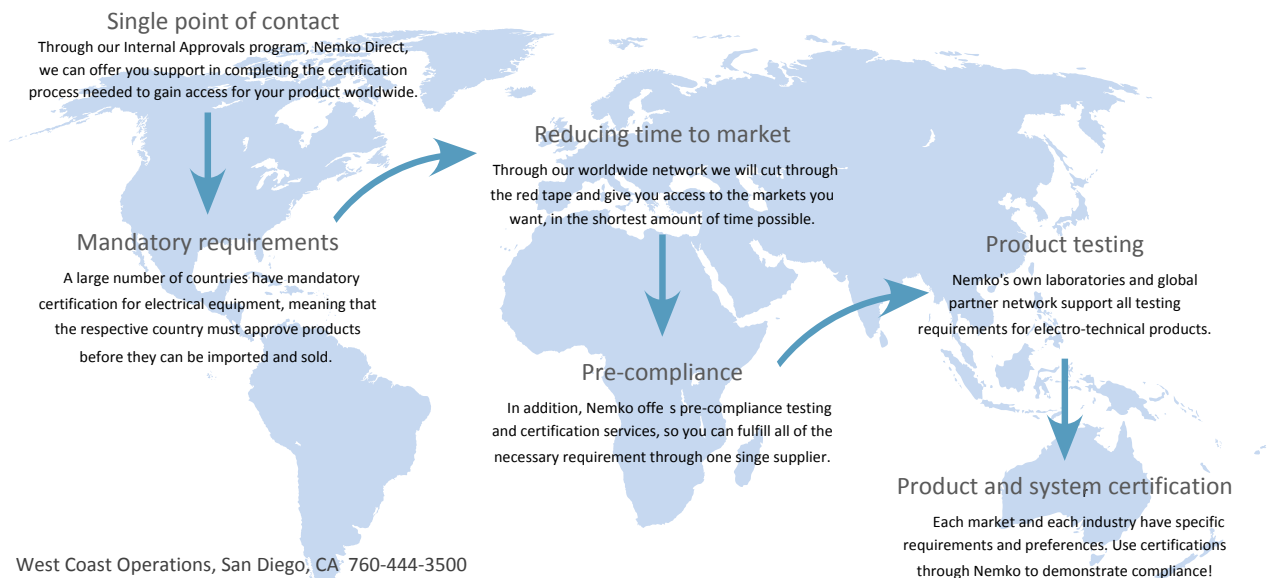 Single point of contact
Through our Internal Approvals program, Nemko Direct,
we can offer you support in completing the certification
process needed to gain access for your product worldwide.
Mandatory requirements
A large number of countries have mandatory
certification for electrical equipment, meaning that
the respective country must approve products
before they can be imported and sold.
Reducing time to market
Through our worldwide network we will cut through
the red tape and give you access to the markets you
want, in the shortest amount of time possible.
Pre-compliance
In addition, Nemko offe s pre-compliance testing
and certification services, so you can fulfill all of the
necessary requirement through one singe supplier.
Product testing
Nemko's own laboratories and global
partner network support all testing
requirements for electro-technical products.
Product and system certification
Each market and each industry have specific
requirements and preferences. Use certifications
through Nemko to demonstrate compliance!
West Coast Operations, San Diego, CA 760-444-3500